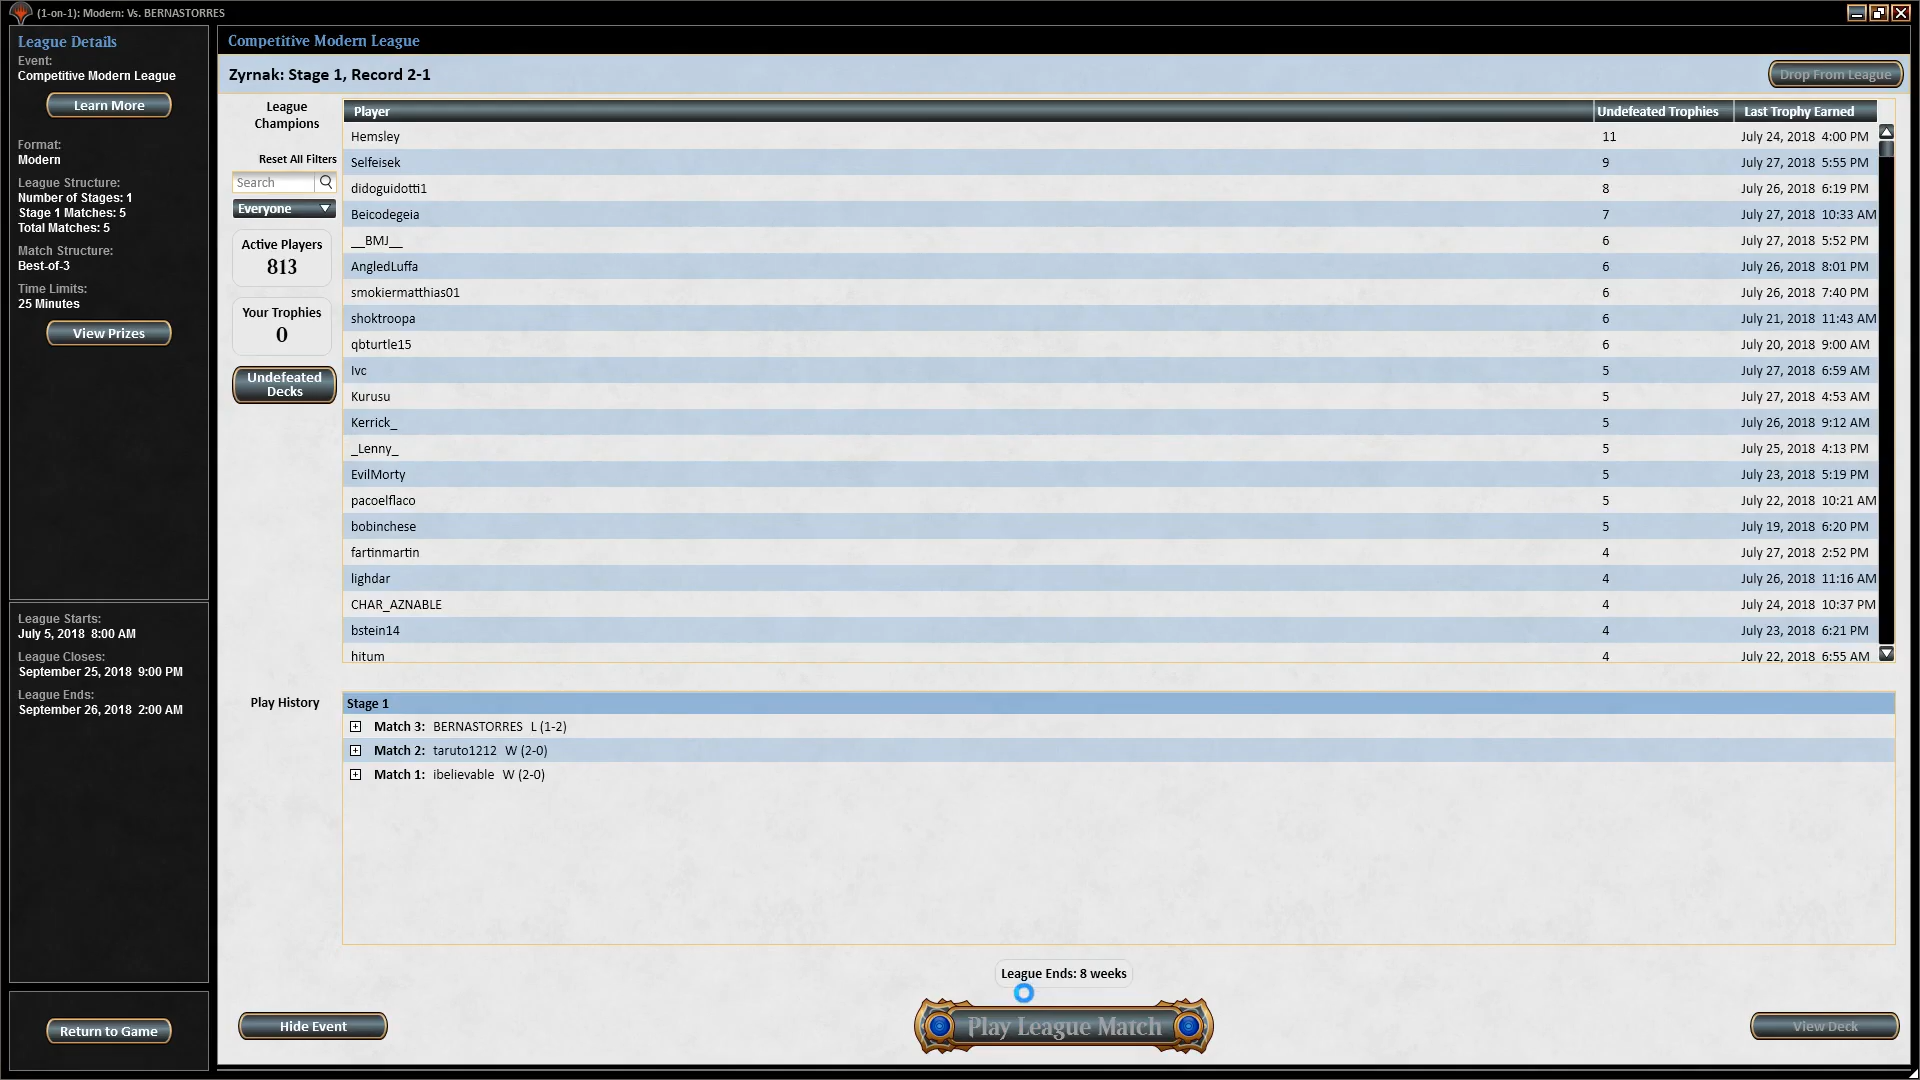 (1-on-1): Modern: Vs. BERNASTORRES
League Details
Event:
Competitive Modern League
Learn More
Format:
Modern
League Structure:
Number of Stages: 1
Stage 1 Matches: 5
Total Matches: 5
Match Structure:
Best-of-3
Time Limits:
25 Minutes
View Prizes
League Starts:
July 5, 2018 8:00 AM
League Closes:
September 25, 2018 9:00 PM
League Ends:
September 26, 2018 2:00 AM
Return to Game
Competitive Modern League
Zyrnak: Stage 1, Record 2-1
Drop From League
League
Champions
Reset All Filters
Search
Everyone
Active Players
813
Your Trophies
0
Undefeated
Decks
Player Undefeated Trophies Last Trophy Earned
Hemsley 11 July 24, 2018 4:00 PM
Selfeisek 9 July 27, 2018 5:55 PM
didoguidotti1 8 July 26, 2018 6:19 PM
Beicodegeia 7 July 27, 2018 10:33 AM
__BMJ__ 6 July 27, 2018 5:52 PM
AngledLuffa 6 July 26, 2018 8:01 PM
smokiermatthias01 6 July 26, 2018 7:40 PM
shoktroopa 6 July 21, 2018 11:43 AM
qbturtle15 6 July 20, 2018 9:00 AM
lvc 5 July 27, 2018 6:59 AM
Kurusu 5 July 27, 2018 4:53 AM
Kerrick_ 5 July 26, 2018 9:12 AM
_Lenny_ 5 July 25, 2018 4:13 PM
EvilMorty 5 July 23, 2018 5:19 PM
pacoelflaco 5 July 22, 2018 10:21 AM
bobinchese 5 July 19, 2018 6:20 PM
fartinmartin 4 July 27, 2018 2:52 PM
lighdar 4 July 26, 2018 11:16 AM
CHAR_AZNABLE 4 July 24, 2018 10:37 PM
bstein14 4 July 23, 2018 6:21 PM
hitum 4 July 22, 2018 6:55 AM
Play History
Stage 1
Match 3: BERNASTORRES L (1-2)
Match 2: taruto1212 W (2-0)
Match 1: ibelievable W (2-0)
League Ends: 8 weeks
Hide Event
Play League Match
View Deck